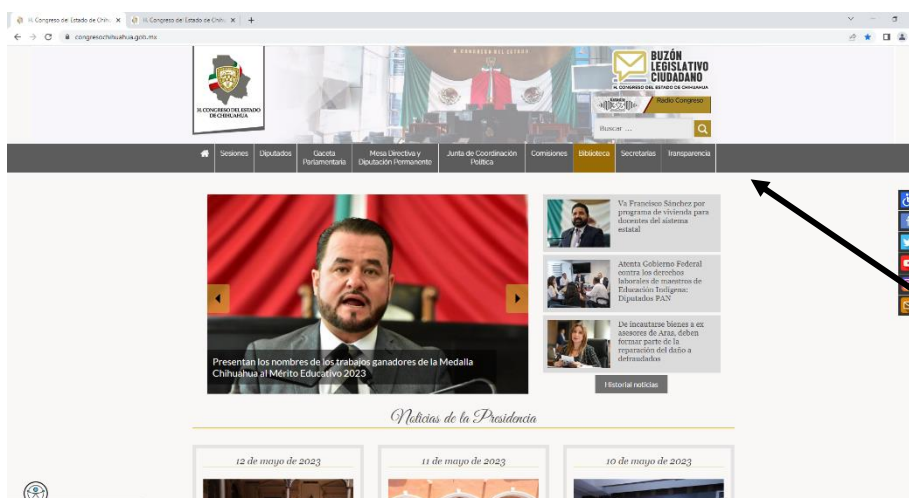 H. Congreso del Estado de Chihu
H. Congreso del Estado de Chihu
congresochihuahua.gob.mx
H. CONGRESO DEL ESTADO
DE CHIHUAHUA
H CONGRESO DEL ESTADO
BUZÓN
LEGISLATIVO
CIUDADANO
H. CONGRESO DEL ESTADO DE CHIHUAHUA
Radio Congreso
Buscar ...
Sesiones
Diputados
Gaceta
Parlamentaria
Mesa Directiva y
Diputación Permanente
Junta de Coordinación
Política
Comisiones
Biblioteca
Secretarías
Transparencia
Presentan los nombres de los trabajos ganadores de la Medalla
Chihuahua al Mérito Educativo 2023
Va Francisco Sánchez por
programa de vivienda para
docentes del sistema
estatal
Atenta Gobierno Federal
contra los derechos
laborales de maestros de
Educación Indígena:
Diputados PAN
De incautarse bienes a ex
asesores de Aras, deben
formar parte de la
reparación del daño a
defraudados
Historial noticias
Noticias de la Presidencia
12 de mayo de 2023
11 de mayo de 2023
10 de mayo de 2023